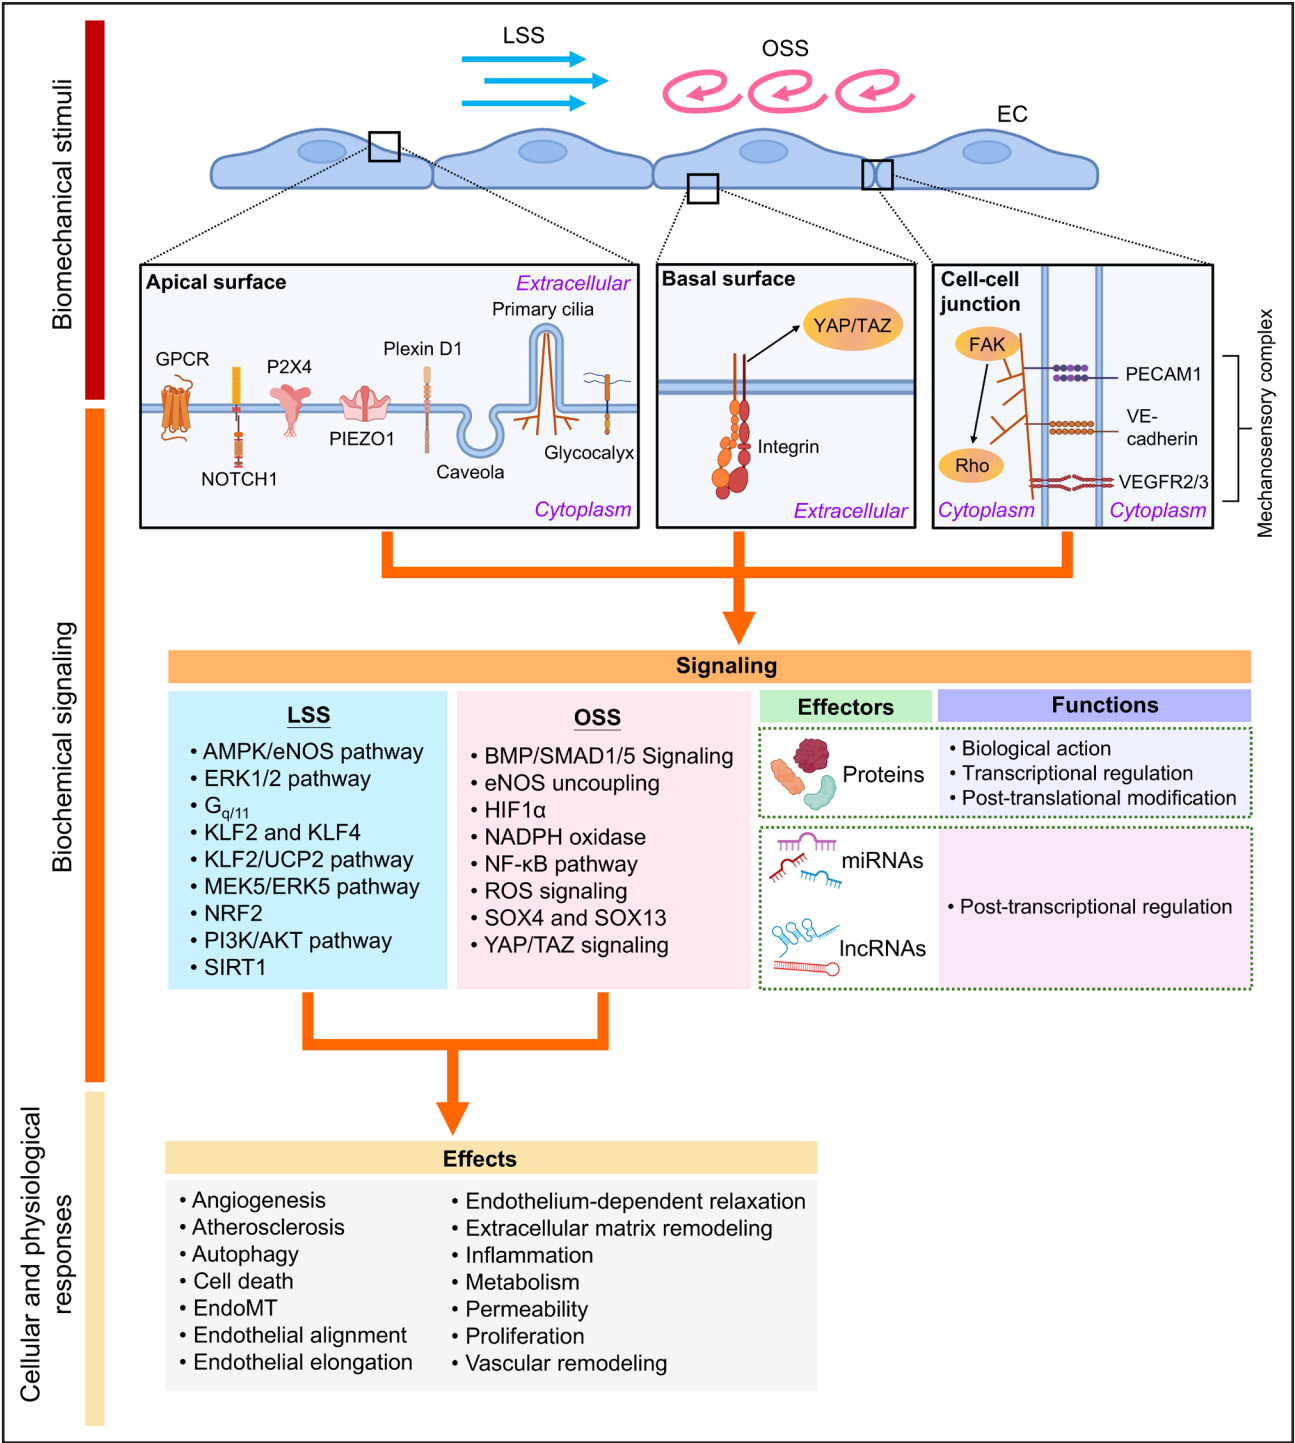 Biomechanical stimuli
LSS
OSS
EC
Apical surface
Extracellular
Primary cilia
GPCR
P2X4
Plexin D1
PIEZO1
NOTCH1
Caveola
Glycocalyx
Cytoplasm
Basal surface
YAP/TAZ
Integrin
Extracellular
Cell-cell
junction
FAK
Rho
PECAM1
VE-
cadherin
VEGFR2/3
Cytoplasm
Cytoplasm
Mechanosensory complex
Biochemical signaling
Signaling
LSS
• AMPK/eNOS pathway
• ERK1/2 pathway
• Gq/11
• KLF2 and KLF4
• KLF2/UCP2 pathway
• MEK5/ERK5 pathway
• NRF2
• PI3K/AKT pathway
• SIRT1
OSS
• BMP/SMAD1/5 Signaling
• eNOS uncoupling
• HIF1α
• NADPH oxidase
• NF-κB pathway
• ROS signaling
• SOX4 and SOX13
• YAP/TAZ signaling
Effectors
Functions
Proteins
• Biological action
• Transcriptional regulation
• Post-translational modification
miRNAs
lncRNAs
• Post-transcriptional regulation
Cellular and physiological
responses
Effects
• Angiogenesis
• Atherosclerosis
• Autophagy
• Cell death
• EndoMT
• Endothelial alignment
• Endothelial elongation
• Endothelium-dependent relaxation
• Extracellular matrix remodeling
• Inflammation
• Metabolism
• Permeability
• Proliferation
• Vascular remodeling